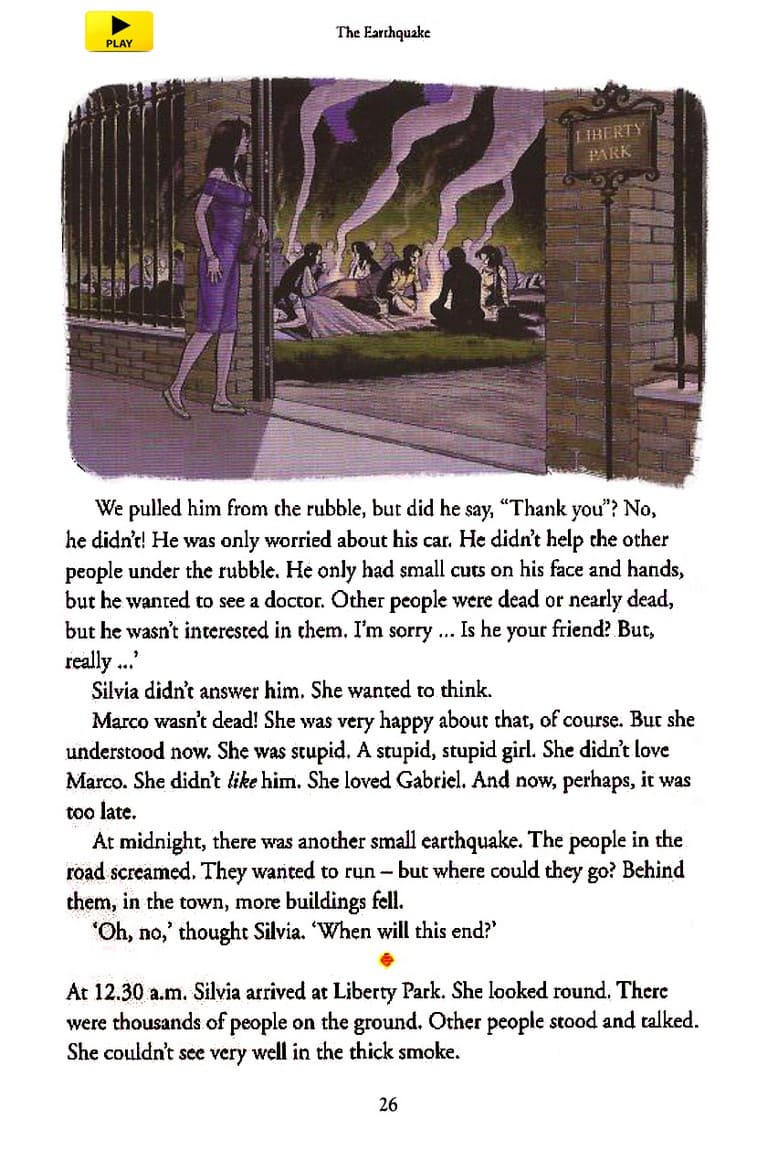 PLAY
The Earthquake
LIBERTY
PARK
We pulled him from the rubble, but did he say, “Thank you”? No,
he didn’t! He was only worried about his car. He didn’t help the other
people under the rubble. He only had small cuts on his face and hands,
but he wanted to see a doctor. Other people were dead or nearly dead,
but he wasn’t interested in them. I’m sorry ... Is he your friend? But,
really ...’
Silvia didn’t answer him. She wanted to think.
Marco wasn’t dead! She was very happy about that, of course. But she
understood now. She was stupid. A stupid, stupid girl. She didn’t love
Marco. She didn’t like him. She loved Gabriel. And now, perhaps, it was
too late.
At midnight, there was another small earthquake. The people in the
road screamed. They wanted to run – but where could they go? Behind
them, in the town, more buildings fell.
‘Oh, no,’ thought Silvia. ‘When will this end?’
At 12.30 a.m. Silvia arrived at Liberty Park. She looked round. There
were thousands of people on the ground. Other people stood and talked.
She couldn’t see very well in the thick smoke.
26